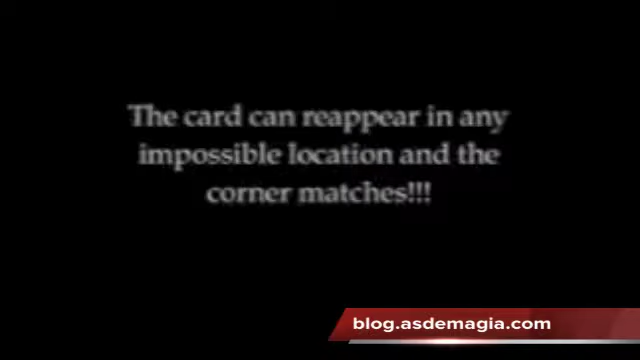 The card can reappear in any
impossible location and the
corner matches!!!
blog.asdemagia.com